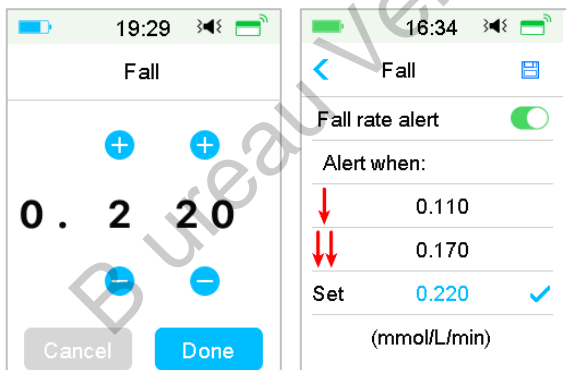 19:29
Fall
0. 2 20
Cancel
Done
16:34
Fall
Fall rate alert
Alert when:
0.110
0.170
Set 0.220
(mmol/L/min)
Bureau Ve